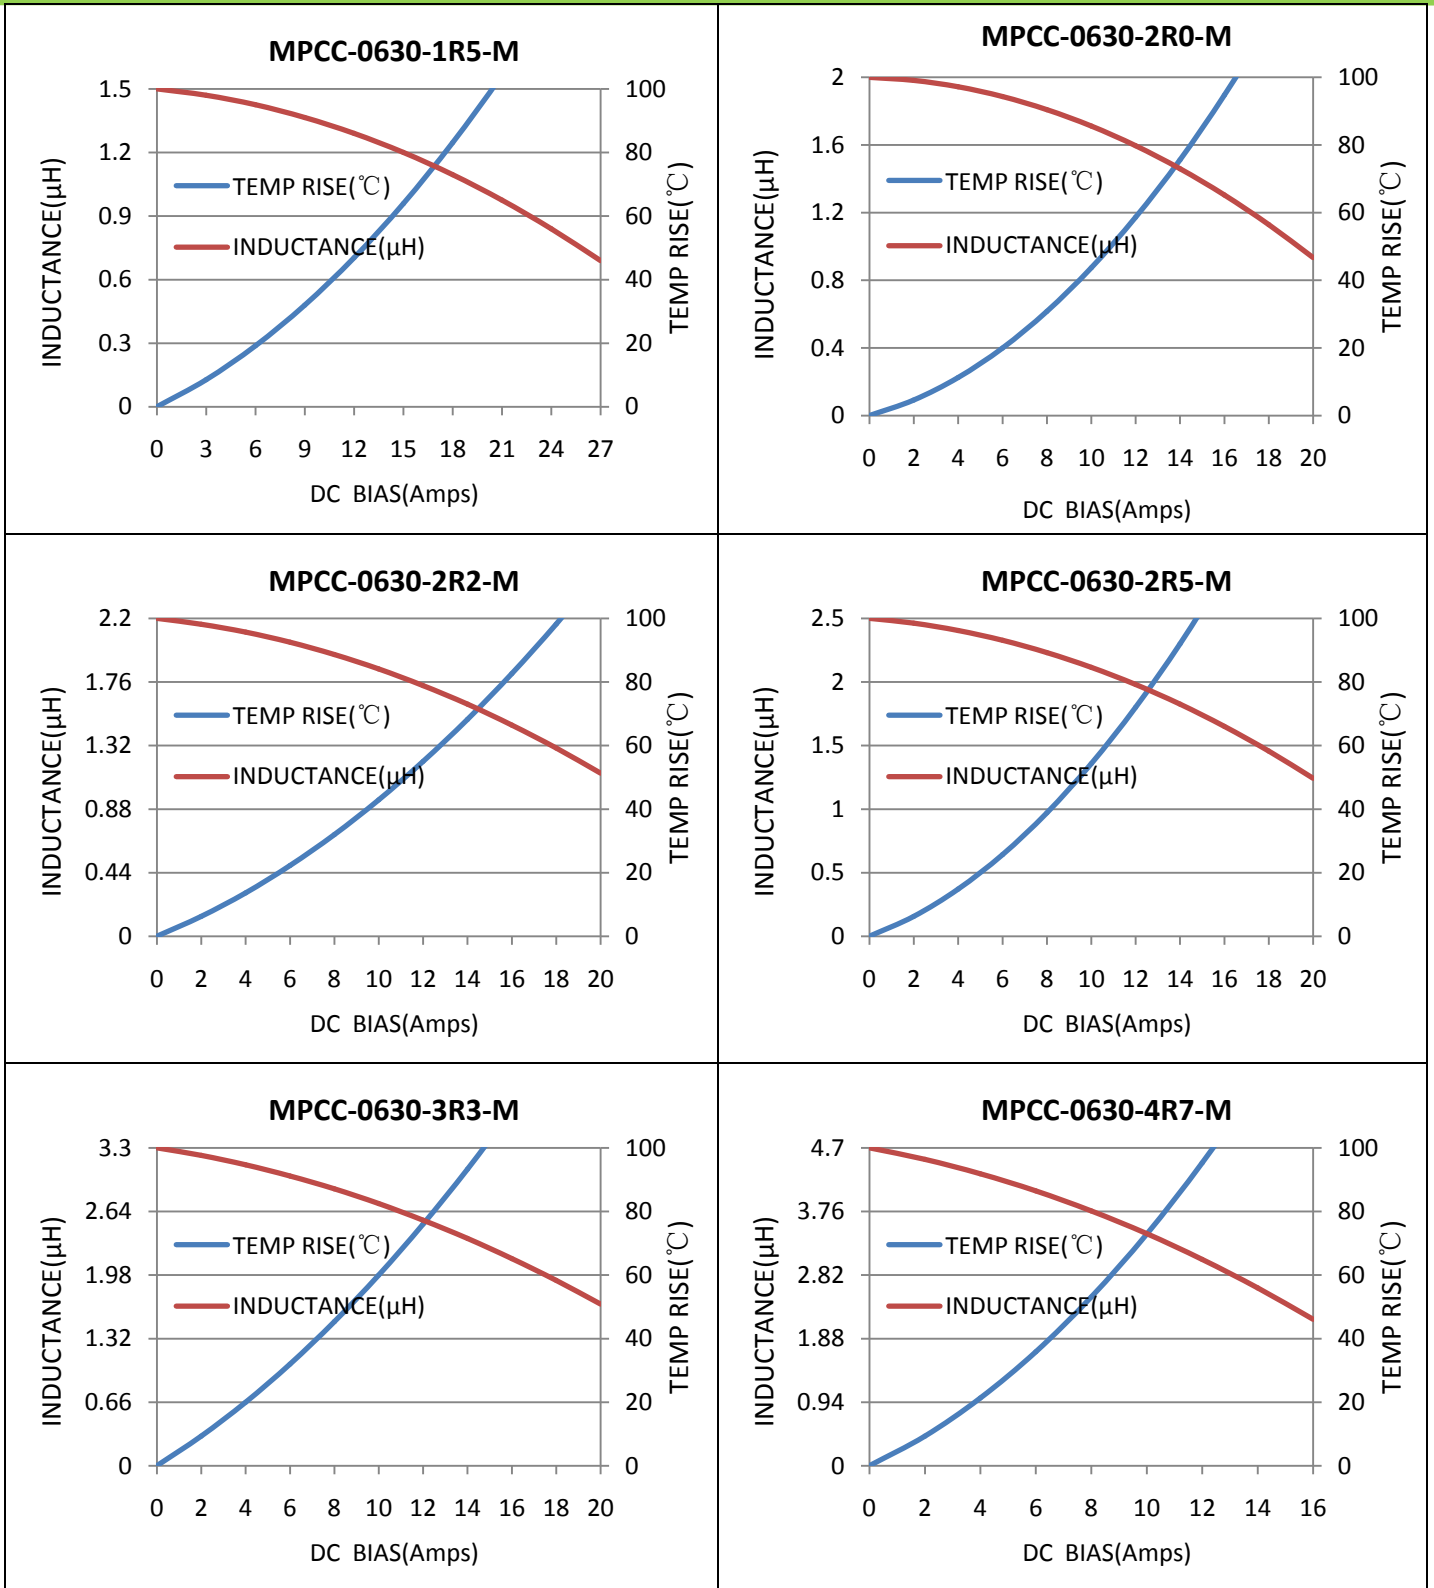 MPCC-0630-1R5-M
INDUCTANCE(µH)
1.5
1.2
0.9
0.6
0.3
0
TEMP RISE(℃)
INDUCTANCE(µH)
100
80
60
40
20
0
TEMP RISE(℃)
0 3 6 9 12 15 18 21 24 27
DC BIAS(Amps)
MPCC-0630-2R0-M
INDUCTANCE(µH)
2
1.6
1.2
0.8
0.4
0
TEMP RISE(℃)
INDUCTANCE(µH)
100
80
60
40
20
0
TEMP RISE(℃)
0 2 4 6 8 10 12 14 16 18 20
DC BIAS(Amps)
MPCC-0630-2R2-M
INDUCTANCE(µH)
2.2
1.76
1.32
0.88
0.44
0
TEMP RISE(℃)
INDUCTANCE(µH)
100
80
60
40
20
0
TEMP RISE(℃)
0 2 4 6 8 10 12 14 16 18 20
DC BIAS(Amps)
MPCC-0630-2R5-M
INDUCTANCE(µH)
2.5
2
1.5
1
0.5
0
TEMP RISE(℃)
INDUCTANCE(µH)
100
80
60
40
20
0
TEMP RISE(℃)
0 2 4 6 8 10 12 14 16 18 20
DC BIAS(Amps)
MPCC-0630-3R3-M
INDUCTANCE(µH)
3.3
2.64
1.98
1.32
0.66
0
TEMP RISE(℃)
INDUCTANCE(µH)
100
80
60
40
20
0
TEMP RISE(℃)
0 2 4 6 8 10 12 14 16 18 20
DC BIAS(Amps)
MPCC-0630-4R7-M
INDUCTANCE(µH)
4.7
3.76
2.82
1.88
0.94
0
TEMP RISE(℃)
INDUCTANCE(µH)
100
80
60
40
20
0
TEMP RISE(℃)
0 2 4 6 8 10 12 14 16
DC BIAS(Amps)